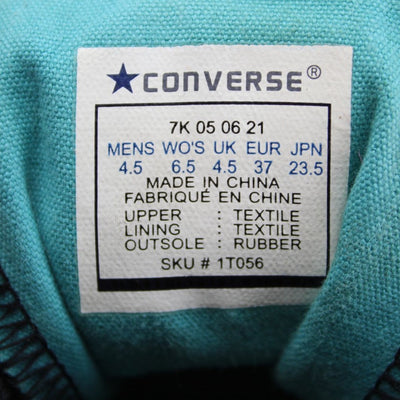 ★CONVERSE®
7K 05 06 21
MENS WO'S UK EUR JPN
4.5 6.5 4.5 37 23.5
MADE IN CHINA
FABRIQUÉ EN CHINE
UPPER : TEXTILE
LINING : TEXTILE
OUTSOLE : RUBBER
SKU # 1T056